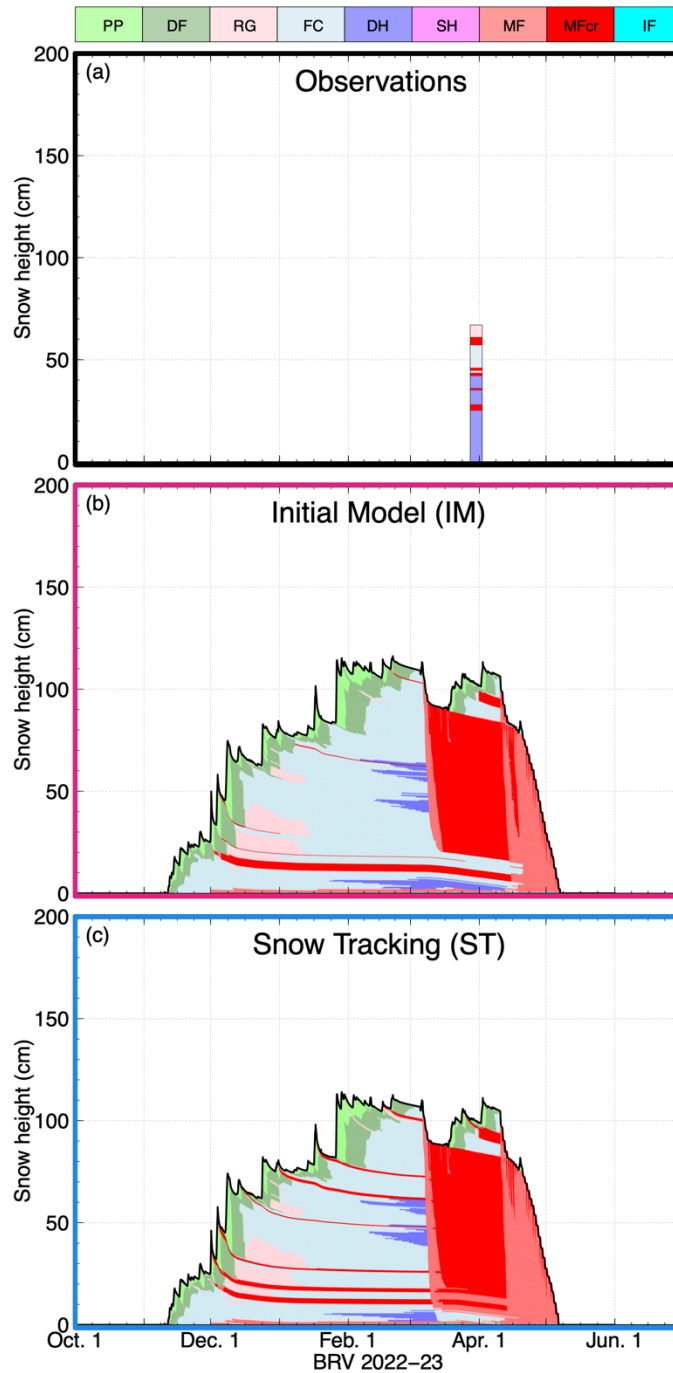 PP DF RG FC DH SH MF MFcr IF
(a) Observations
200
150
100
50
0
Snow height (cm)
(b) Initial Model (IM)
200
150
100
50
0
Snow height (cm)
(c) Snow Tracking (ST)
200
150
100
50
0
Snow height (cm)
Oct. 1 Dec. 1 Feb. 1 Apr. 1 Jun. 1
BRV 2022–23